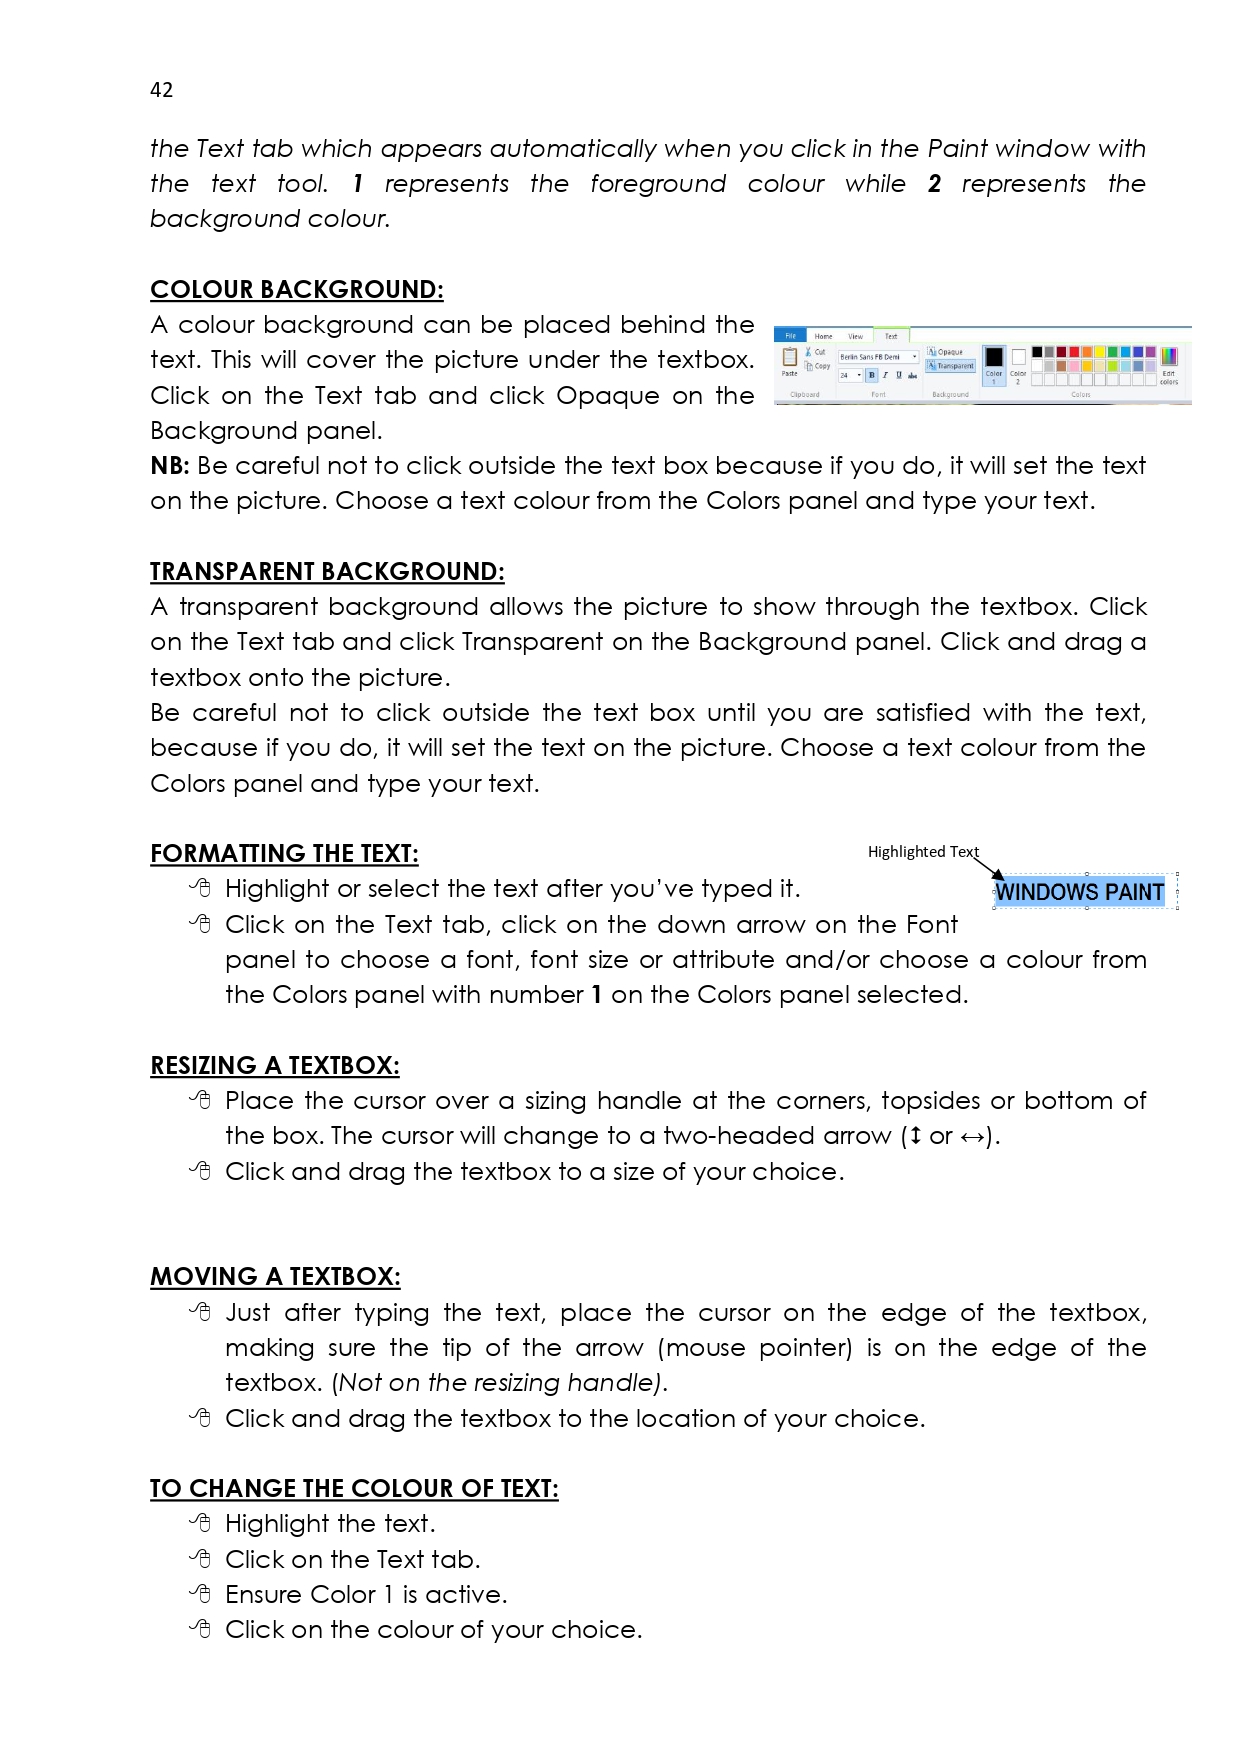 42
the Text tab which appears automatically when you click in the Paint window with
the text tool. 1 represents the foreground colour while 2 represents the
background colour.
COLOUR BACKGROUND:
A colour background can be placed behind the
text. This will cover the picture under the textbox.
Click on the Text tab and click Opaque on the
Background panel.
File Home View Text
Paste Cut Copy
Clipboard
Berlin Sans FB Demi
24 B I U abc
Font
Opaque
Transparent
Background
Color 1
Color 2
Edit colors
Colors
NB: Be careful not to click outside the text box because if you do, it will set the text
on the picture. Choose a text colour from the Colors panel and type your text.
TRANSPARENT BACKGROUND:
A transparent background allows the picture to show through the textbox. Click
on the Text tab and click Transparent on the Background panel. Click and drag a
textbox onto the picture.
Be careful not to click outside the text box until you are satisfied with the text,
because if you do, it will set the text on the picture. Choose a text colour from the
Colors panel and type your text.
FORMATTING THE TEXT:
Highlighted Text
WINDOWS PAINT
Highlight or select the text after you’ve typed it.
Click on the Text tab, click on the down arrow on the Font
panel to choose a font, font size or attribute and/or choose a colour from
the Colors panel with number 1 on the Colors panel selected.
RESIZING A TEXTBOX:
Place the cursor over a sizing handle at the corners, topsides or bottom of
the box. The cursor will change to a two-headed arrow (↕ or ↔).
Click and drag the textbox to a size of your choice.
MOVING A TEXTBOX:
Just after typing the text, place the cursor on the edge of the textbox,
making sure the tip of the arrow (mouse pointer) is on the edge of the
textbox. (Not on the resizing handle).
Click and drag the textbox to the location of your choice.
TO CHANGE THE COLOUR OF TEXT:
Highlight the text.
Click on the Text tab.
Ensure Color 1 is active.
Click on the colour of your choice.